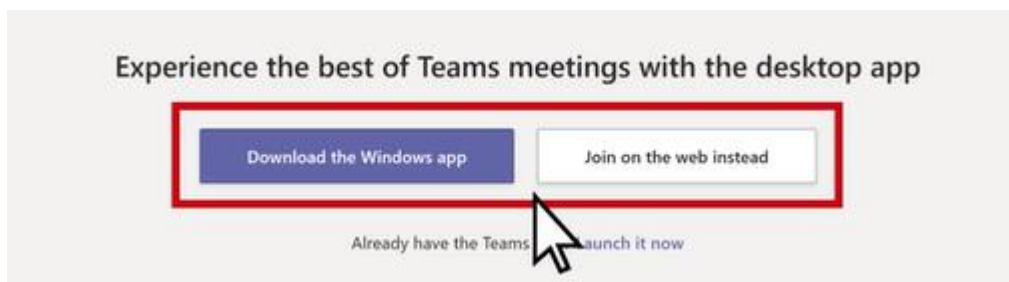 Experience the best of Teams meetings with the desktop app
Download the Windows app
Join on the web instead
Already have the Teams aunch it now